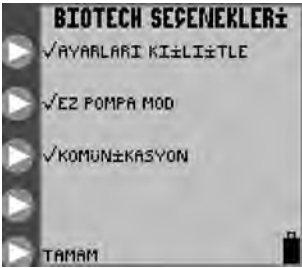 BIOTECH SEÇENEKLERİ
√AYARLARI KİLİTLE
√EZ POMPA MOD
√KOMÜNİKASYON
TAMAM